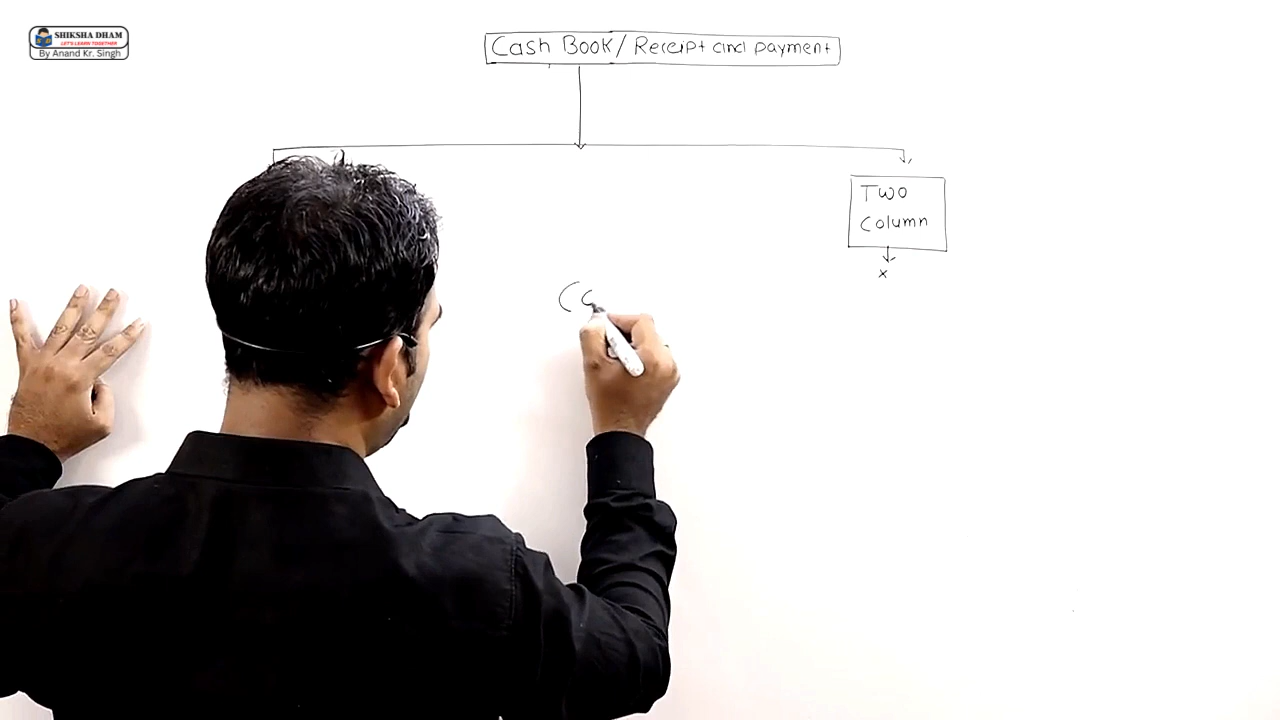 SHIKSHA DHAM
LET'S LEARN TOGETHER
By Anand Kr. Singh
Cash Book/Receipt and payment
Two
Column
x
(C